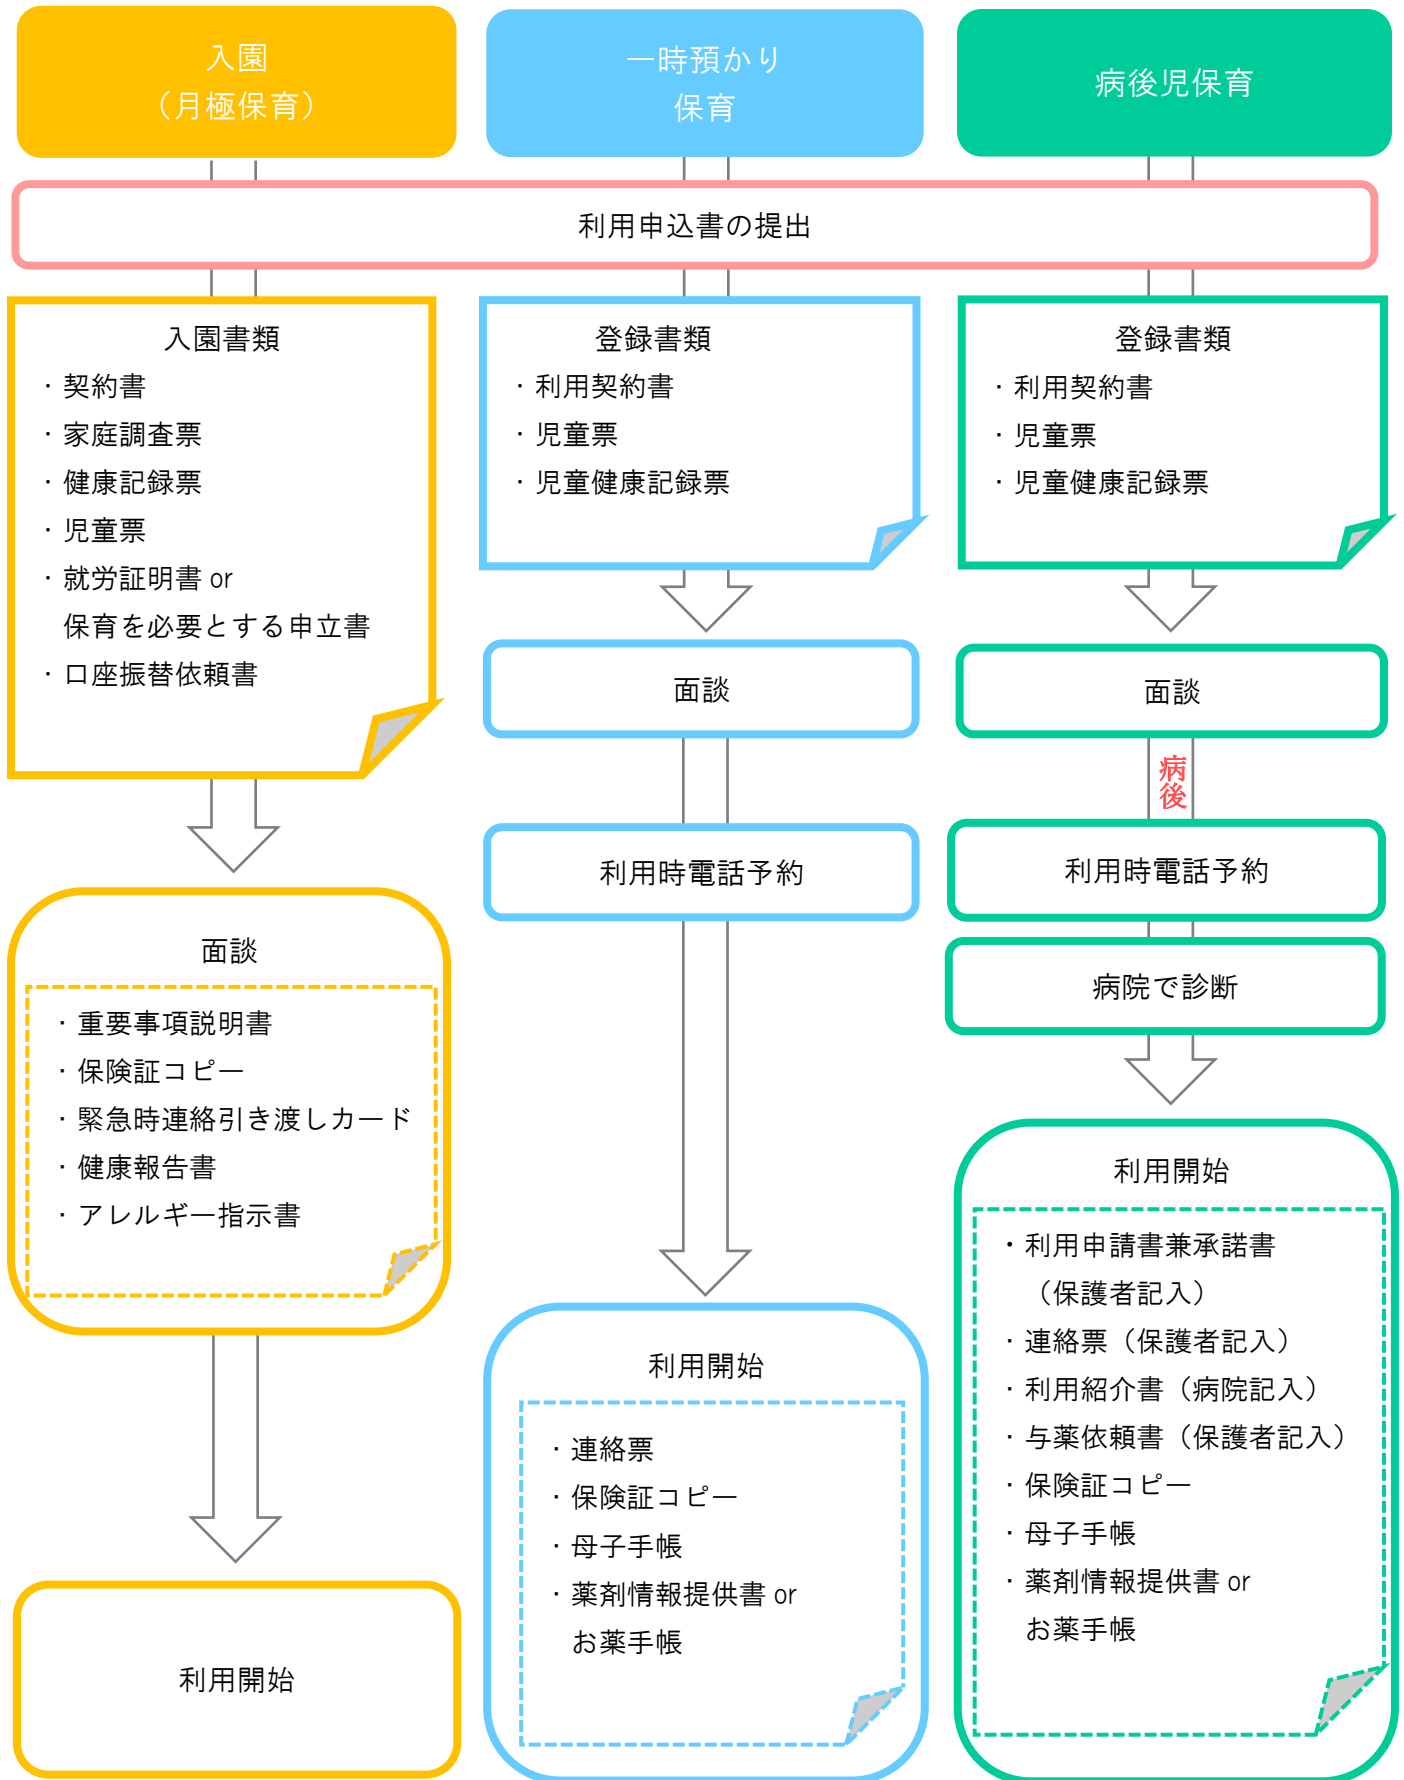 入園
（月極保育）
一時預かり
保育
病後児保育
利用申込書の提出
入園書類
・契約書
・家庭調査票
・健康記録票
・児童票
・就労証明書 or
保育を必要とする申立書
・口座振替依頼書
面談
・重要事項説明書
・保険証コピー
・緊急時連絡引き渡しカード
・健康報告書
・アレルギー指示書
利用開始
登録書類
・利用契約書
・児童票
・児童健康記録票
面談
利用時電話予約
利用開始
・連絡票
・保険証コピー
・母子手帳
・薬剤情報提供書 or
お薬手帳
登録書類
・利用契約書
・児童票
・児童健康記録票
面談
病後
利用時電話予約
病院で診断
利用開始
・利用申請書兼承諾書
（保護者記入）
・連絡票（保護者記入）
・利用紹介書（病院記入）
・与薬依頼書（保護者記入）
・保険証コピー
・母子手帳
・薬剤情報提供書 or
お薬手帳